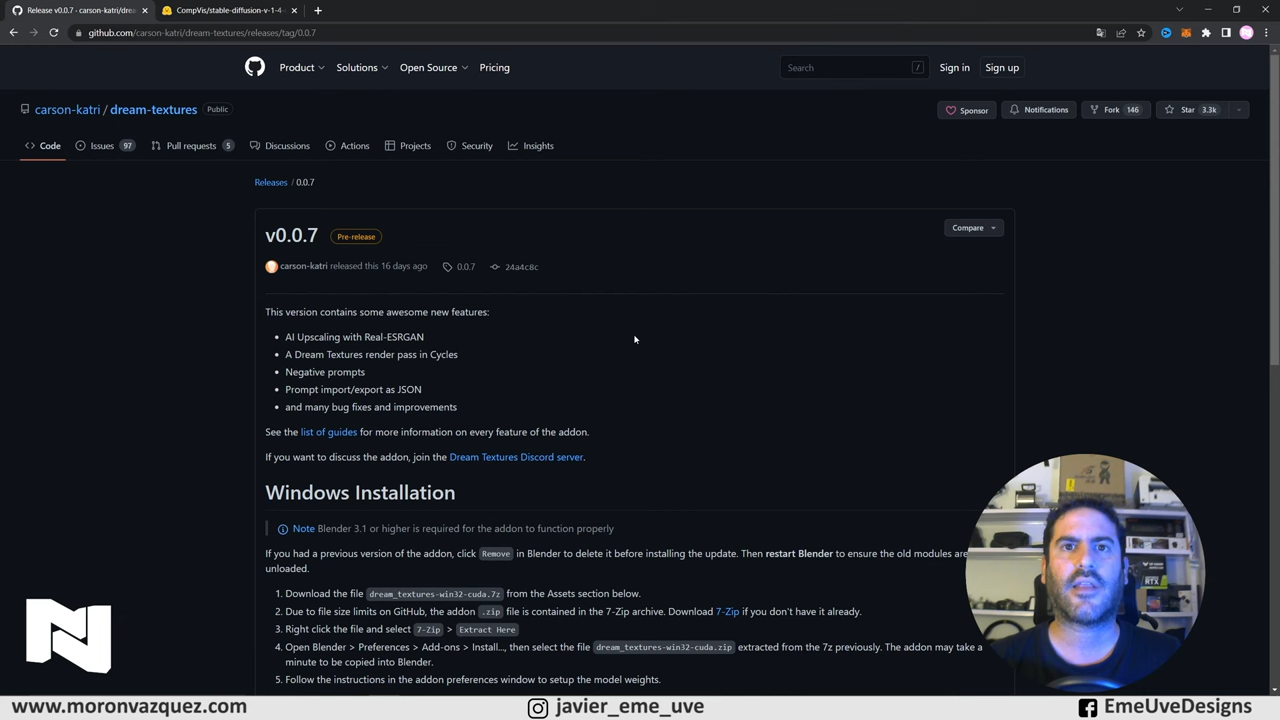 Release v0.0.7 · carson-katri/drea
CompVis/stable-diffusion-v-1-4-
github.com/carson-katri/dream-textures/releases/tag/0.0.7
Product
Solutions
Open Source
Pricing
Search /
Sign in
Sign up
carson-katri / dream-textures Public
Sponsor
Notifications
Fork 146
Star 3.3k
Code
Issues 97
Pull requests 5
Discussions
Actions
Projects
Security
Insights
Releases / 0.0.7
v0.0.7 Pre-release
Compare
carson-katri released this 16 days ago 0.0.7 24a4c8c
This version contains some awesome new features:
• AI Upscaling with Real-ESRGAN
• A Dream Textures render pass in Cycles
• Negative prompts
• Prompt import/export as JSON
• and many bug fixes and improvements
See the list of guides for more information on every feature of the addon.
If you want to discuss the addon, join the Dream Textures Discord server.
Windows Installation
Note Blender 3.1 or higher is required for the addon to function properly
If you had a previous version of the addon, click Remove in Blender to delete it before installing the update. Then restart Blender to ensure the old modules are
unloaded.
1. Download the file dream_textures-win32-cuda.7z from the Assets section below.
2. Due to file size limits on GitHub, the addon .zip file is contained in the 7-Zip archive. Download 7-Zip if you don't have it already.
3. Right click the file and select 7-Zip > Extract Here
4. Open Blender > Preferences > Add-ons > Install..., then select the file dream_textures-win32-cuda.zip extracted from the 7z previously. The addon may take a
minute to be copied into Blender.
5. Follow the instructions in the addon preferences window to setup the model weights.
RTX
www.moronvazquez.com
javier_eme_uve
EmeUveDesigns